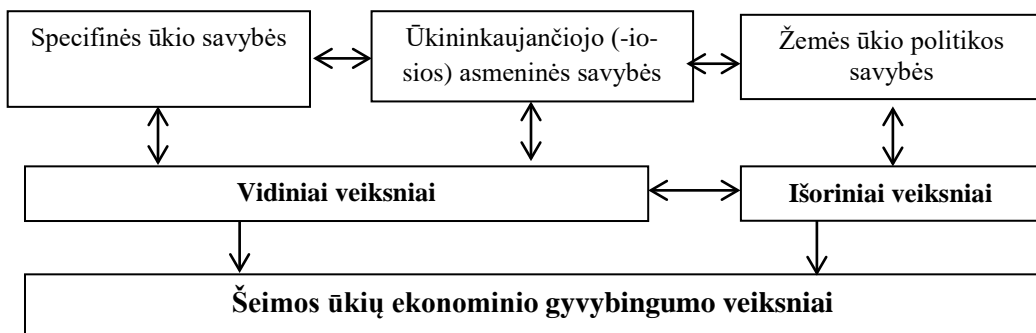 Specifinės ūkio savybės
Ūkininkaujančiojo (-io-
sios) asmeninės savybės
Žemės ūkio politikos
savybės
Vidiniai veiksniai
Išoriniai veiksniai
Šeimos ūkių ekonominio gyvybingumo veiksniai